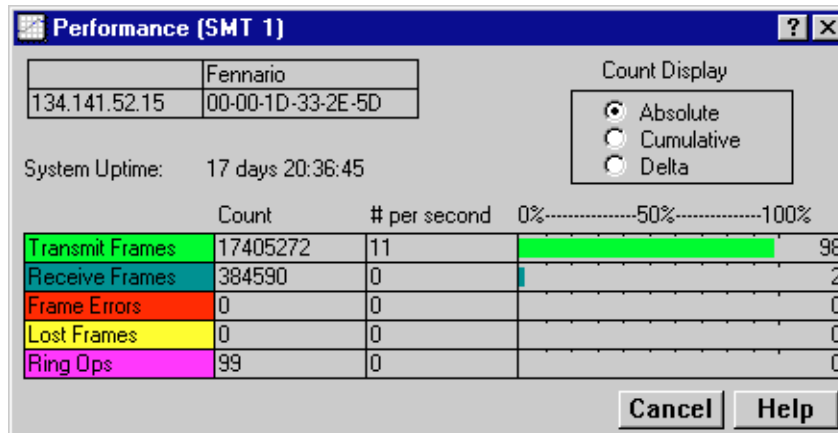 Performance (SMT 1)
Fennario
134.141.52.15 00-00-1D-33-2E-5D
Count Display
Absolute
Cumulative
Delta
System Uptime: 17 days 20:36:45
Count # per second 0%---------------50%--------------100%
Transmit Frames 17405272 11 98
Receive Frames 384590 0 2
Frame Errors 0 0 0
Lost Frames 0 0 0
Ring Ops 99 0 0
Cancel Help